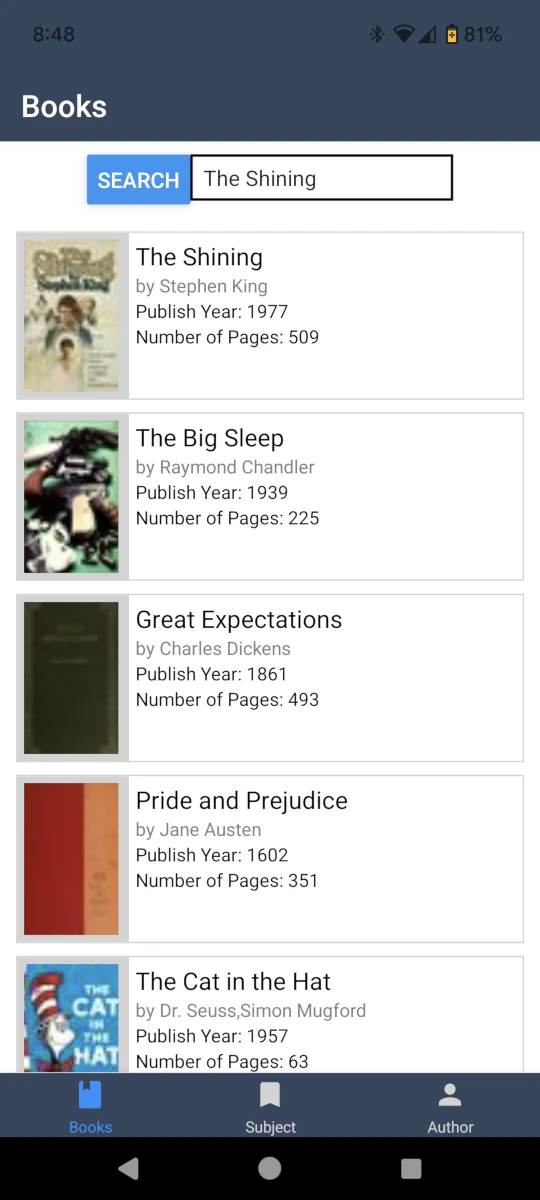 8:48
81%
Books
SEARCH
The Shining
The Shining
Stephen King
The Shining
by Stephen King
Publish Year: 1977
Number of Pages: 509
The Big Sleep
by Raymond Chandler
Publish Year: 1939
Number of Pages: 225
Great Expectations
by Charles Dickens
Publish Year: 1861
Number of Pages: 493
Pride and Prejudice
by Jane Austen
Publish Year: 1602
Number of Pages: 351
THE
CAT
IN
THE
HAT
The Cat in the Hat
by Dr. Seuss,Simon Mugford
Publish Year: 1957
Number of Pages: 63
Books
Subject
Author